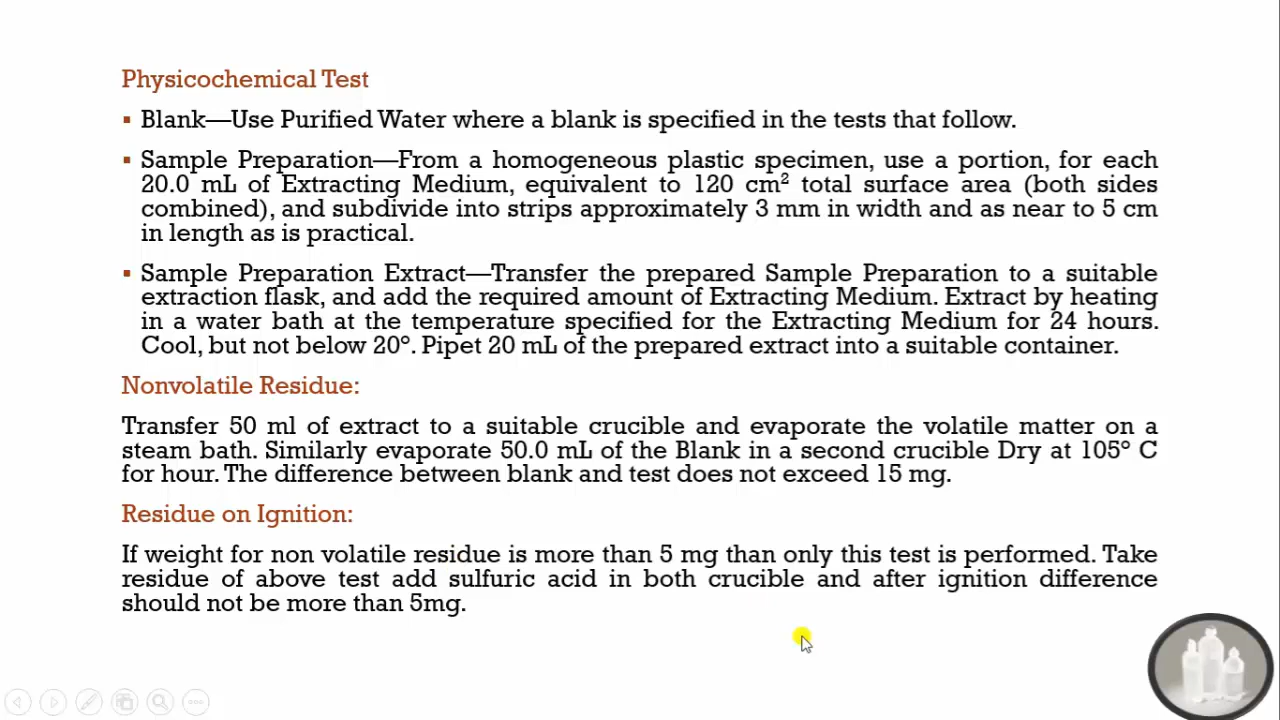 Physicochemical Test
▪ Blank—Use Purified Water where a blank is specified in the tests that follow.
▪ Sample Preparation—From a homogeneous plastic specimen, use a portion, for each
20.0 mL of Extracting Medium, equivalent to 120 cm² total surface area (both sides
combined), and subdivide into strips approximately 3 mm in width and as near to 5 cm
in length as is practical.
▪ Sample Preparation Extract—Transfer the prepared Sample Preparation to a suitable
extraction flask, and add the required amount of Extracting Medium. Extract by heating
in a water bath at the temperature specified for the Extracting Medium for 24 hours.
Cool, but not below 20°. Pipet 20 mL of the prepared extract into a suitable container.
Nonvolatile Residue:
Transfer 50 ml of extract to a suitable crucible and evaporate the volatile matter on a
steam bath. Similarly evaporate 50.0 mL of the Blank in a second crucible Dry at 105° C
for hour. The difference between blank and test does not exceed 15 mg.
Residue on Ignition:
If weight for non volatile residue is more than 5 mg than only this test is performed. Take
residue of above test add sulfuric acid in both crucible and after ignition difference
should not be more than 5mg.